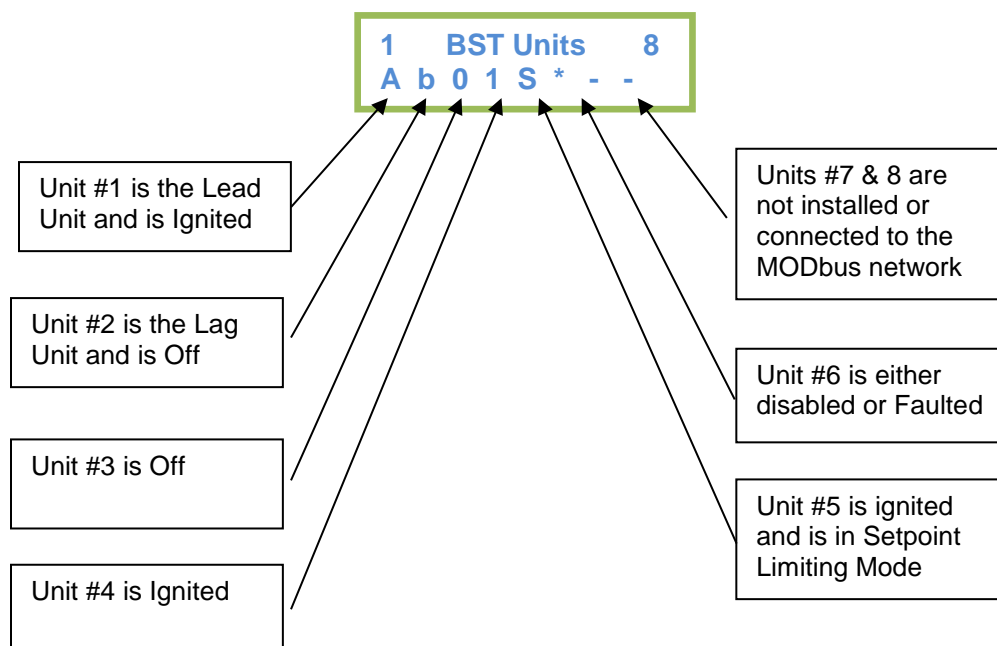 1 BST Units 8
A b 0 1 S * - -
Unit #1 is the Lead
Unit and is Ignited
Unit #2 is the Lag
Unit and is Off
Unit #3 is Off
Unit #4 is Ignited
Units #7 & 8 are
not installed or
connected to the
MODbus network
Unit #6 is either
disabled or Faulted
Unit #5 is ignited
and is in Setpoint
Limiting Mode